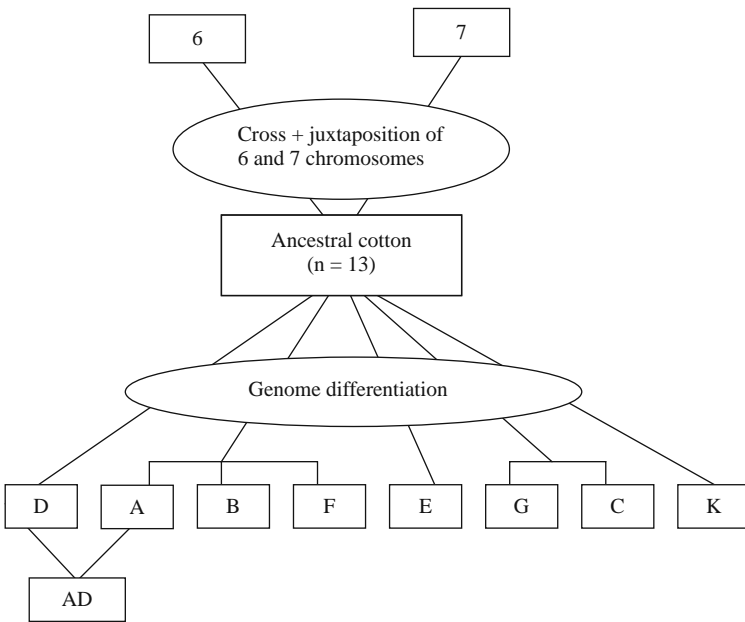 6
7
Cross + juxtaposition of
6 and 7 chromosomes
Ancestral cotton
(n = 13)
Genome differentiation
D
A
B
F
E
G
C
K
AD